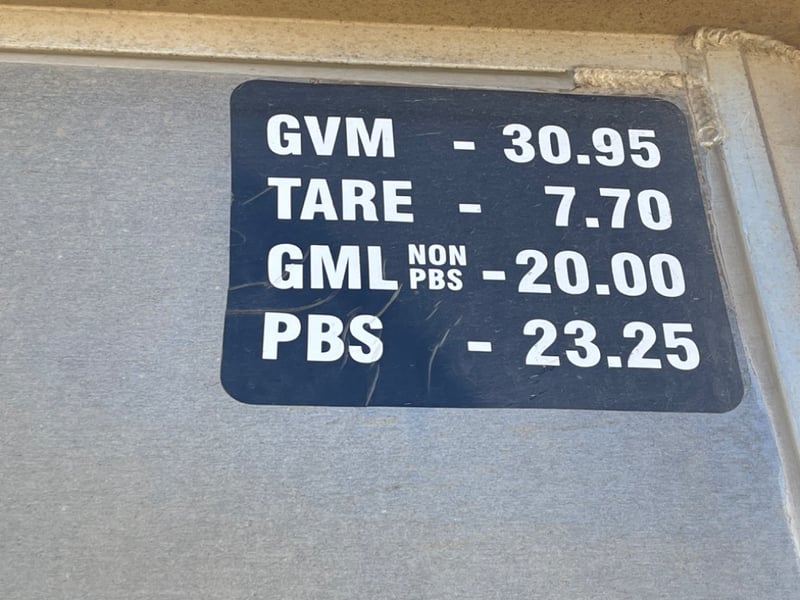 GVM - 30.95
TARE - 7.70
GML NON PBS - 20.00
PBS - 23.25